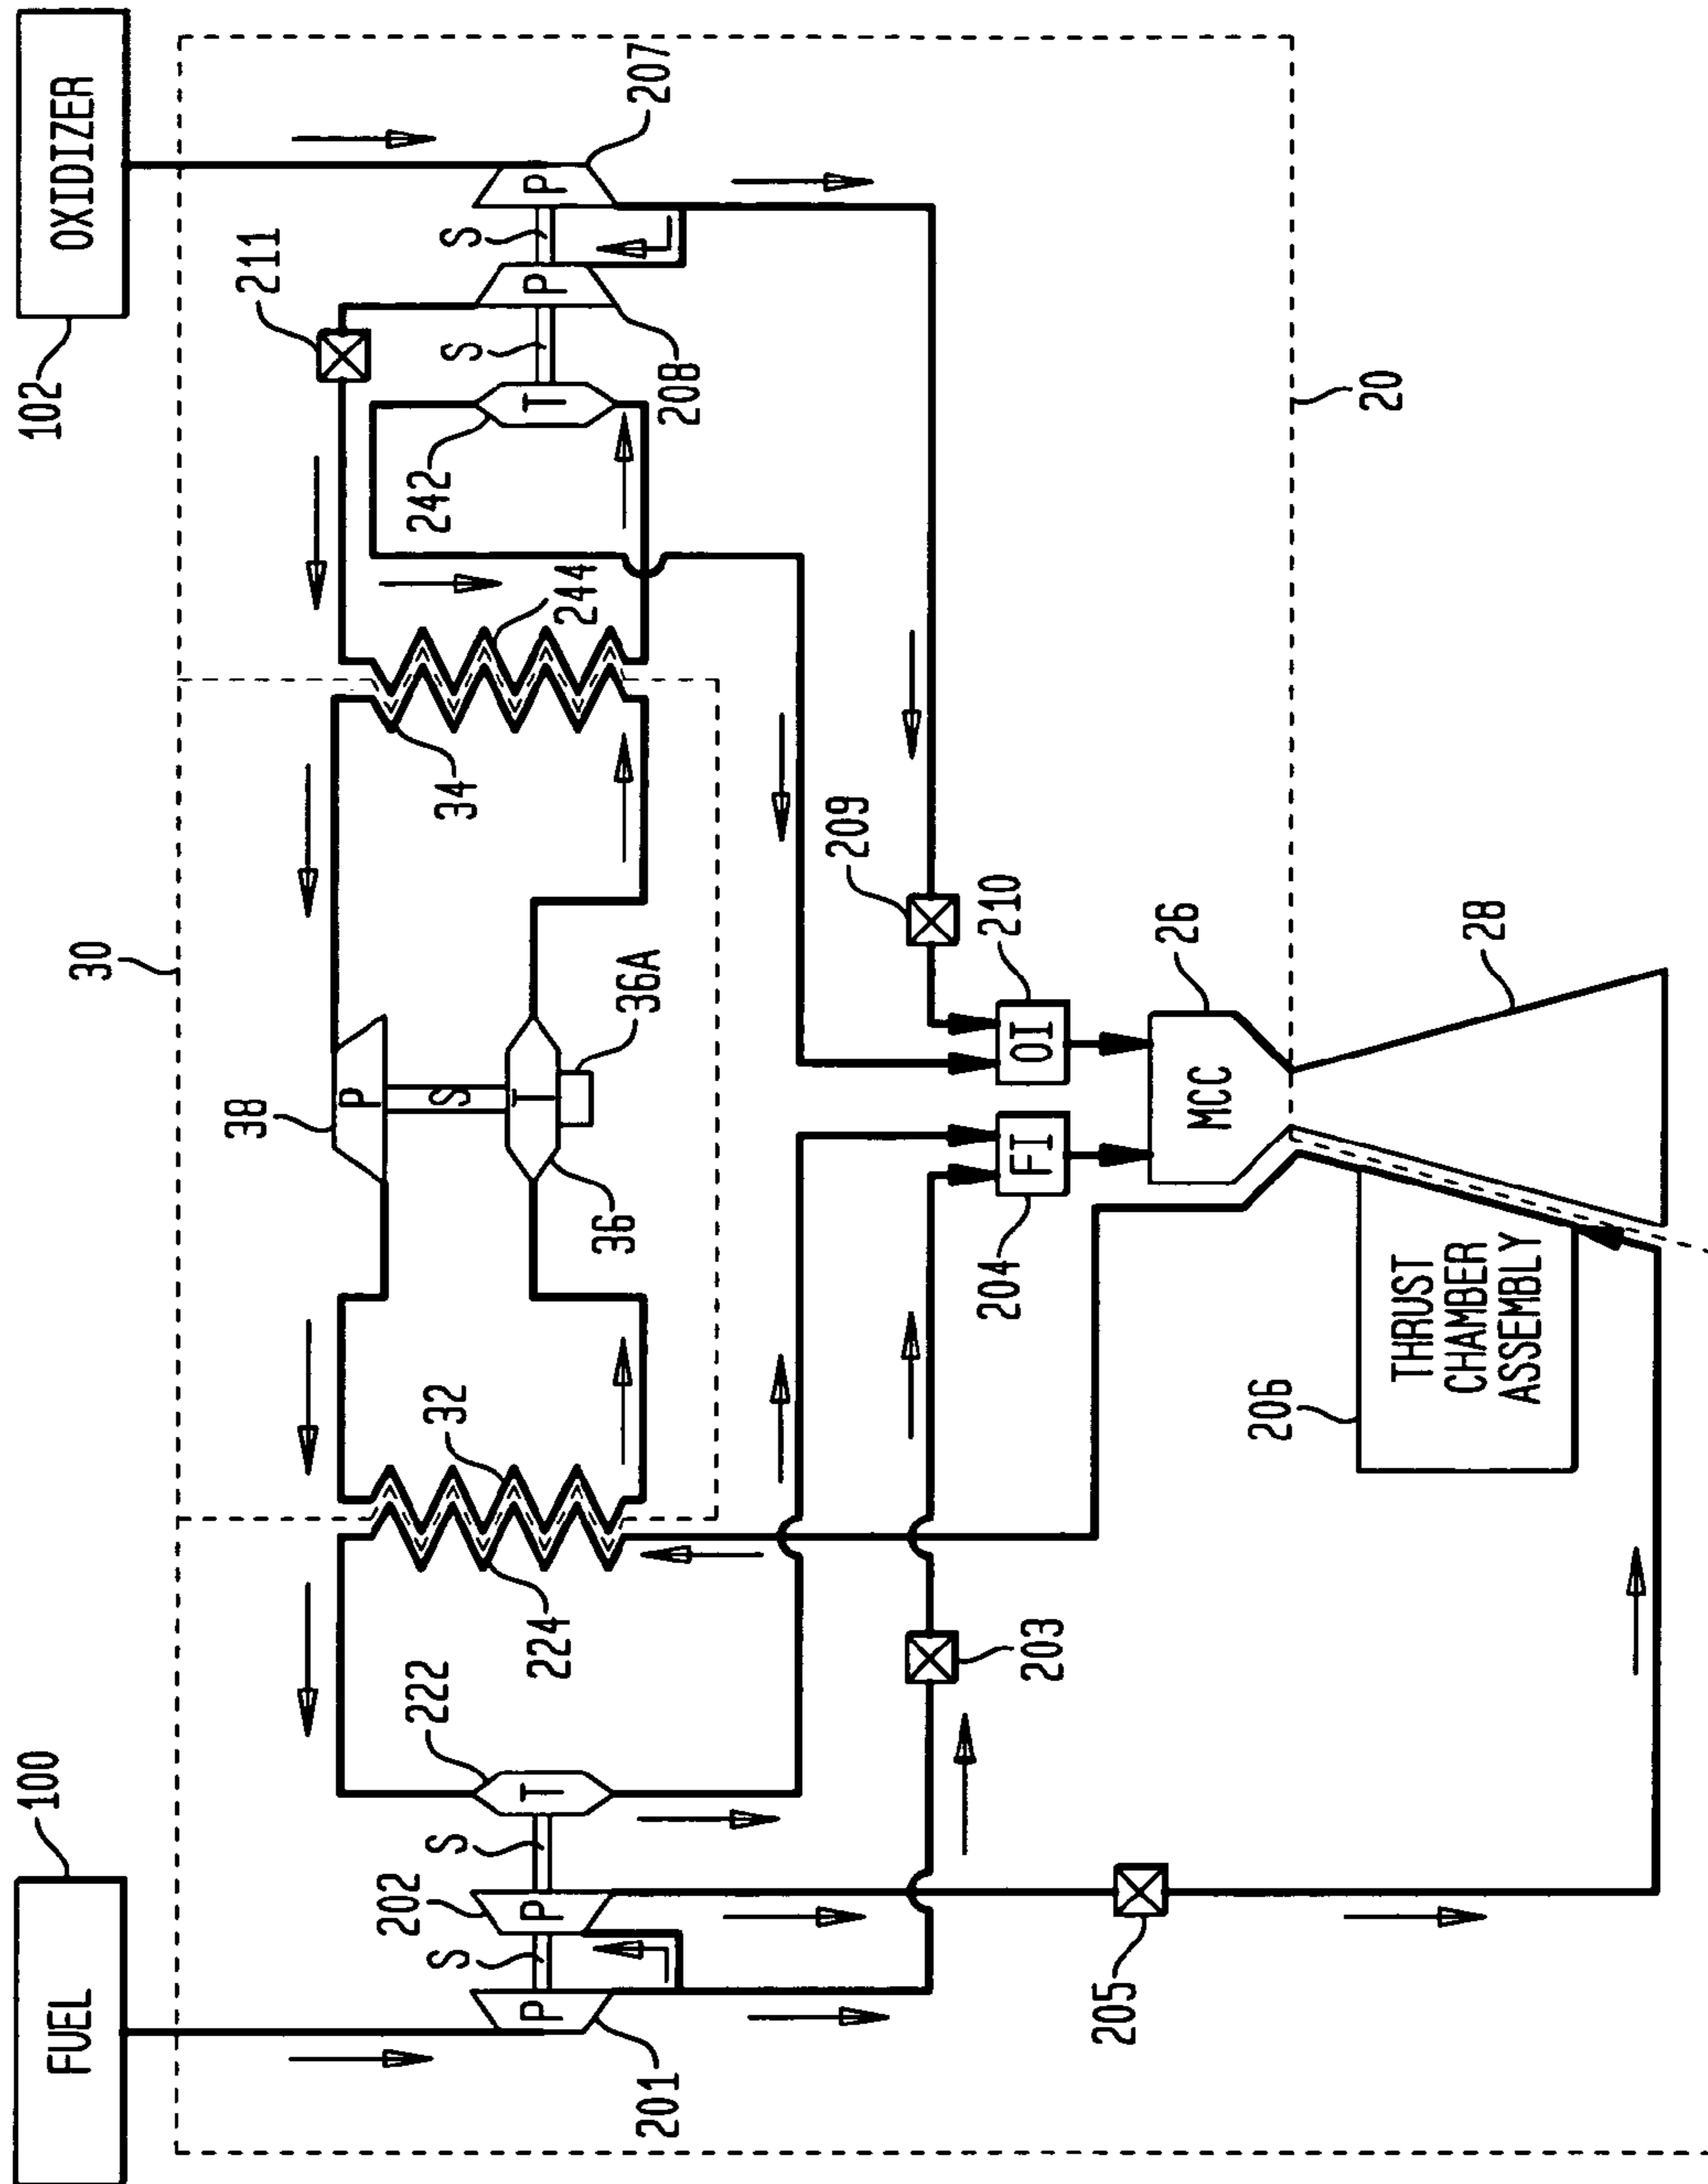 FUEL
100
OXIDIZER
102
30
38
211
P
S
202
S
S
222
224
32
34
244
242
S
S
P
P
T
S
T
T
P
P
201
36
36A
208
207
203
209
204
FI
OI
210
205
MCC
26
20
206
THRUST
CHAMBER
ASSEMBLY
28